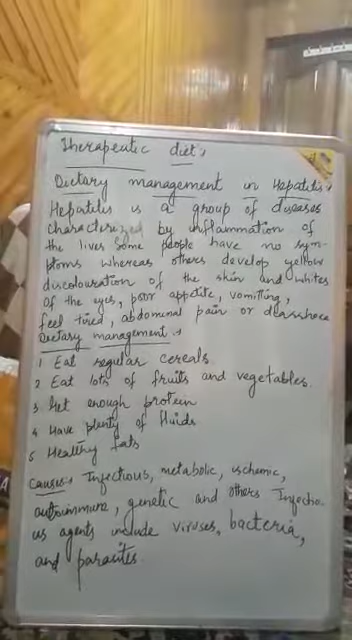 Therapeutic diet:
Dietary management in Hepatitis:
Hepatitis is a group of diseases
characterized by inflammation of
the lives some people have no sym-
ptoms whereas others develop yellow
discolouration of the skin and whites
of the eyes, poor appetite, vomitting,
feel tired, abdominal pain or diarrhoea
Dietary management:
1 Eat regular cereals
2 Eat lots of fruits and vegetables.
3 Get enough protein
4 Have plenty of fluids
5 Healthy fats
Causes: Infectious, metabolic, ischemic,
autoimmune, genetic and others Infectio-
us agents include viruses, bacteria,
and parasites.